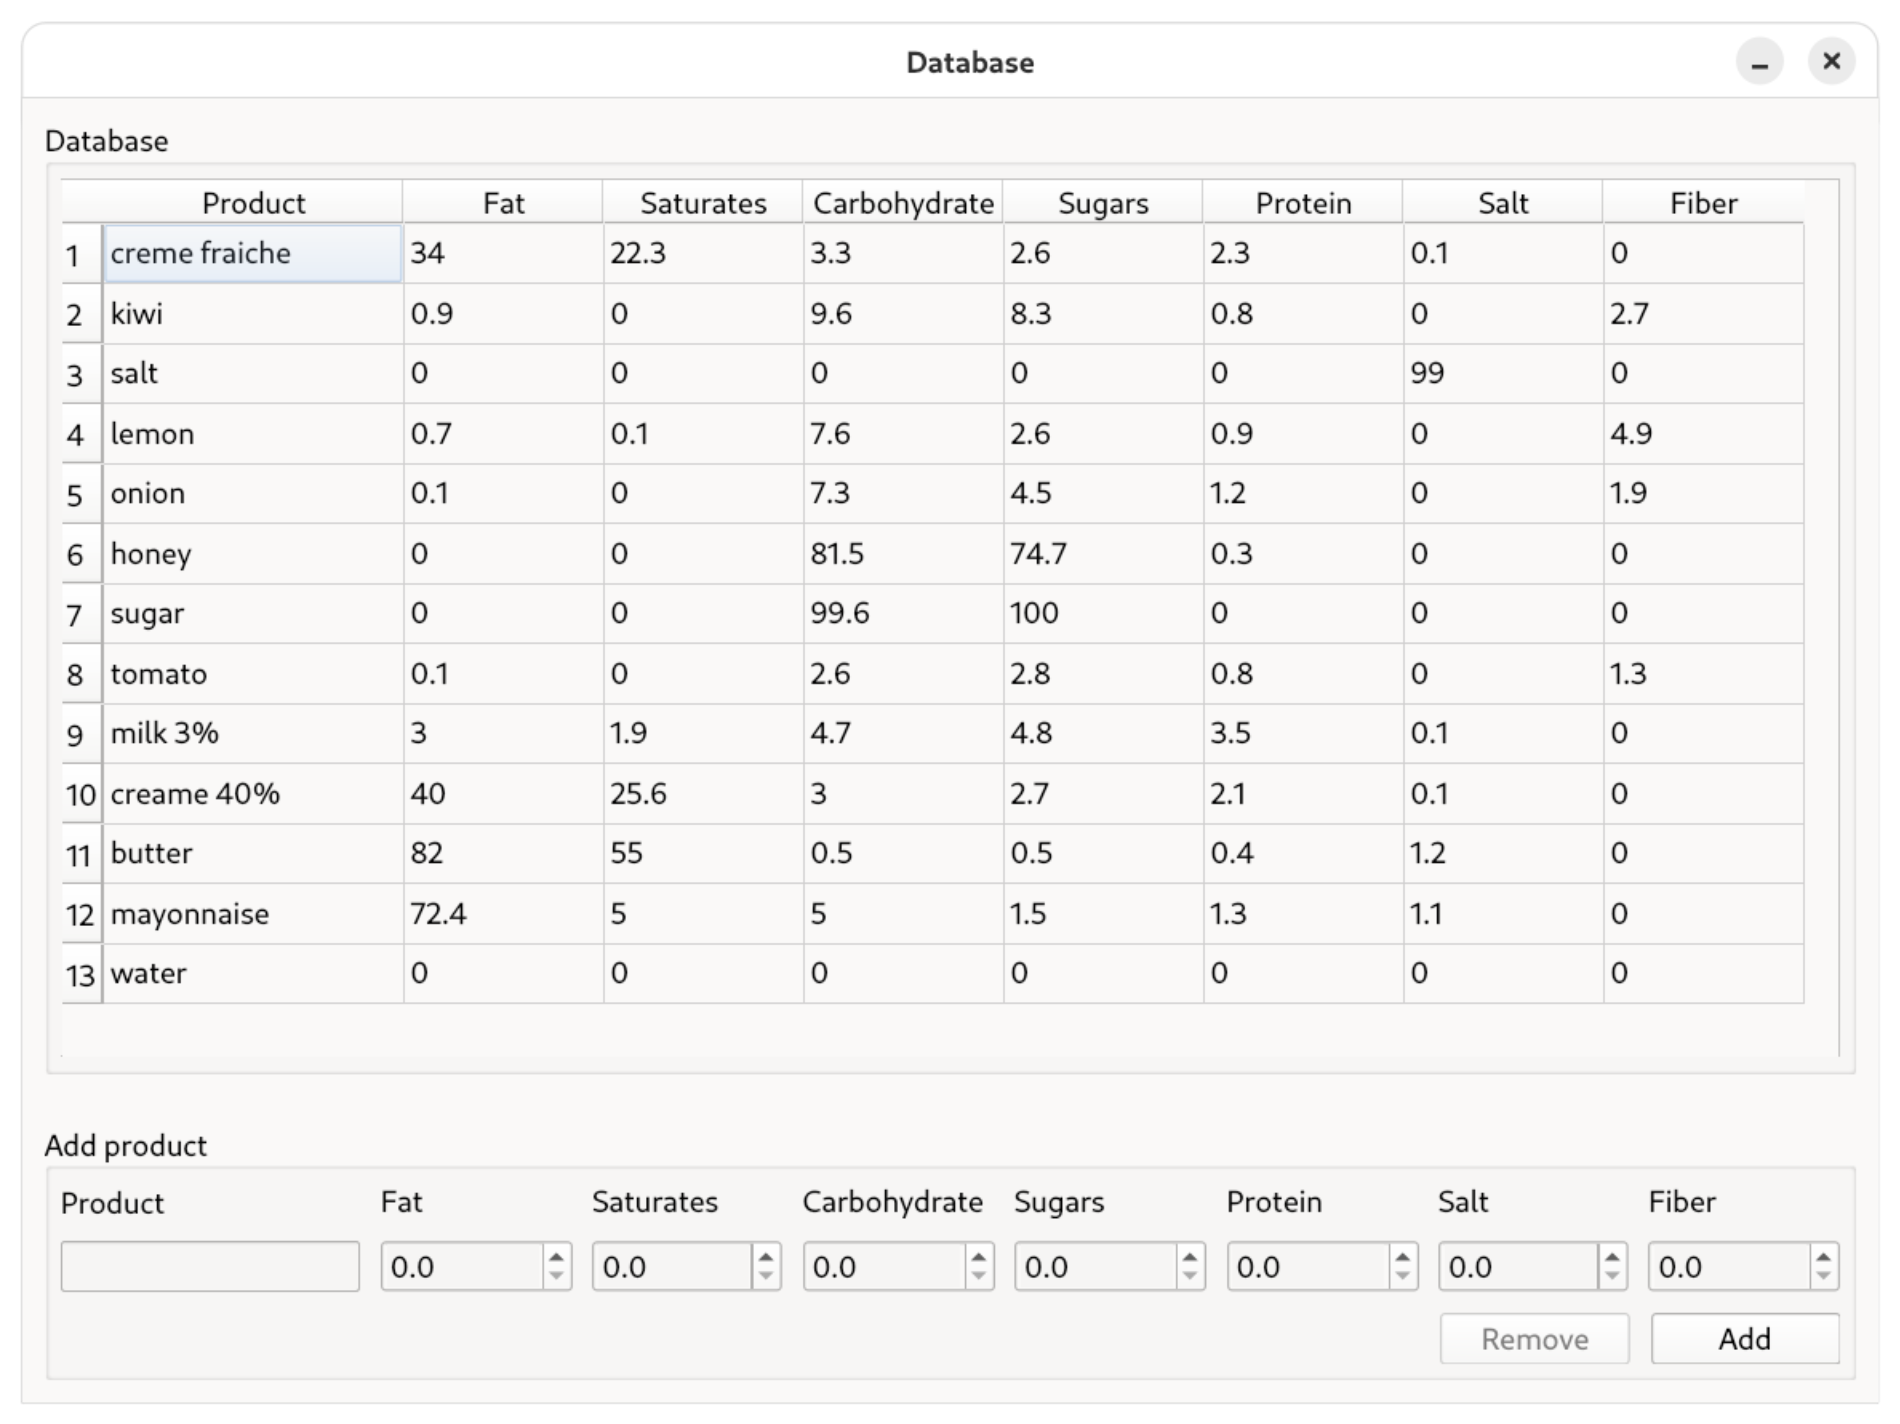 Database
Database
Product Fat Saturates Carbohydrate Sugars Protein Salt Fiber
1 creme fraiche 34 22.3 3.3 2.6 2.3 0.1 0
2 kiwi 0.9 0 9.6 8.3 0.8 0 2.7
3 salt 0 0 0 0 0 99 0
4 lemon 0.7 0.1 7.6 2.6 0.9 0 4.9
5 onion 0.1 0 7.3 4.5 1.2 0 1.9
6 honey 0 0 81.5 74.7 0.3 0 0
7 sugar 0 0 99.6 100 0 0 0
8 tomato 0.1 0 2.6 2.8 0.8 0 1.3
9 milk 3% 3 1.9 4.7 4.8 3.5 0.1 0
10 creame 40% 40 25.6 3 2.7 2.1 0.1 0
11 butter 82 55 0.5 0.5 0.4 1.2 0
12 mayonnaise 72.4 5 5 1.5 1.3 1.1 0
13 water 0 0 0 0 0 0 0
Add product
Product Fat Saturates Carbohydrate Sugars Protein Salt Fiber
0.0 0.0 0.0 0.0 0.0 0.0 0.0
Remove Add